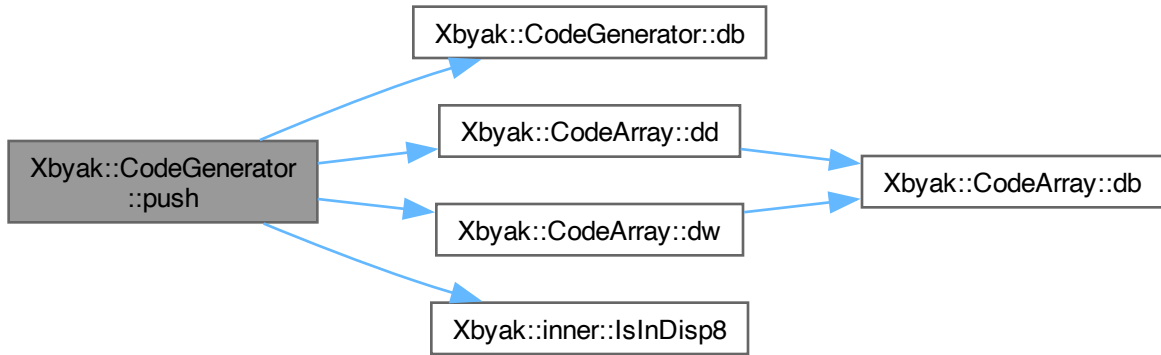 Xbyak::CodeGenerator::db
Xbyak::CodeArray::dd
Xbyak::CodeGenerator
::push
Xbyak::CodeArray::db
Xbyak::CodeArray::dw
Xbyak::inner::IsInDisp8